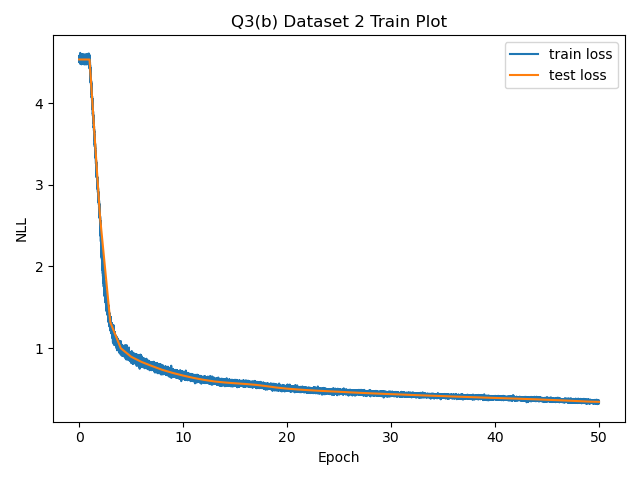 Q3(b) Dataset 2 Train Plot
train loss
test loss
4
3
2
1
NLL
0 10 20 30 40 50
Epoch